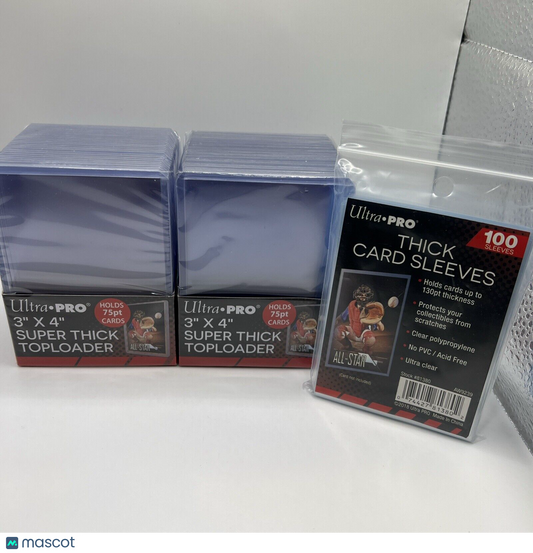 Ultra•PRO®
3" X 4"
SUPER THICK
TOPLOADER
HOLDS
75pt
CARDS
Ultra•PRO®
3" X 4"
SUPER THICK
TOPLOADER
HOLDS
75pt
CARDS
Ultra•PRO®
100
SLEEVES
THICK
CARD SLEEVES
• Holds cards up to
130pt thickness
• Protects your
collectibles from
scratches
• Clear polypropylene
• No PVC / Acid Free
• Ultra clear
ALL-STAR
Stock #81380
mascot